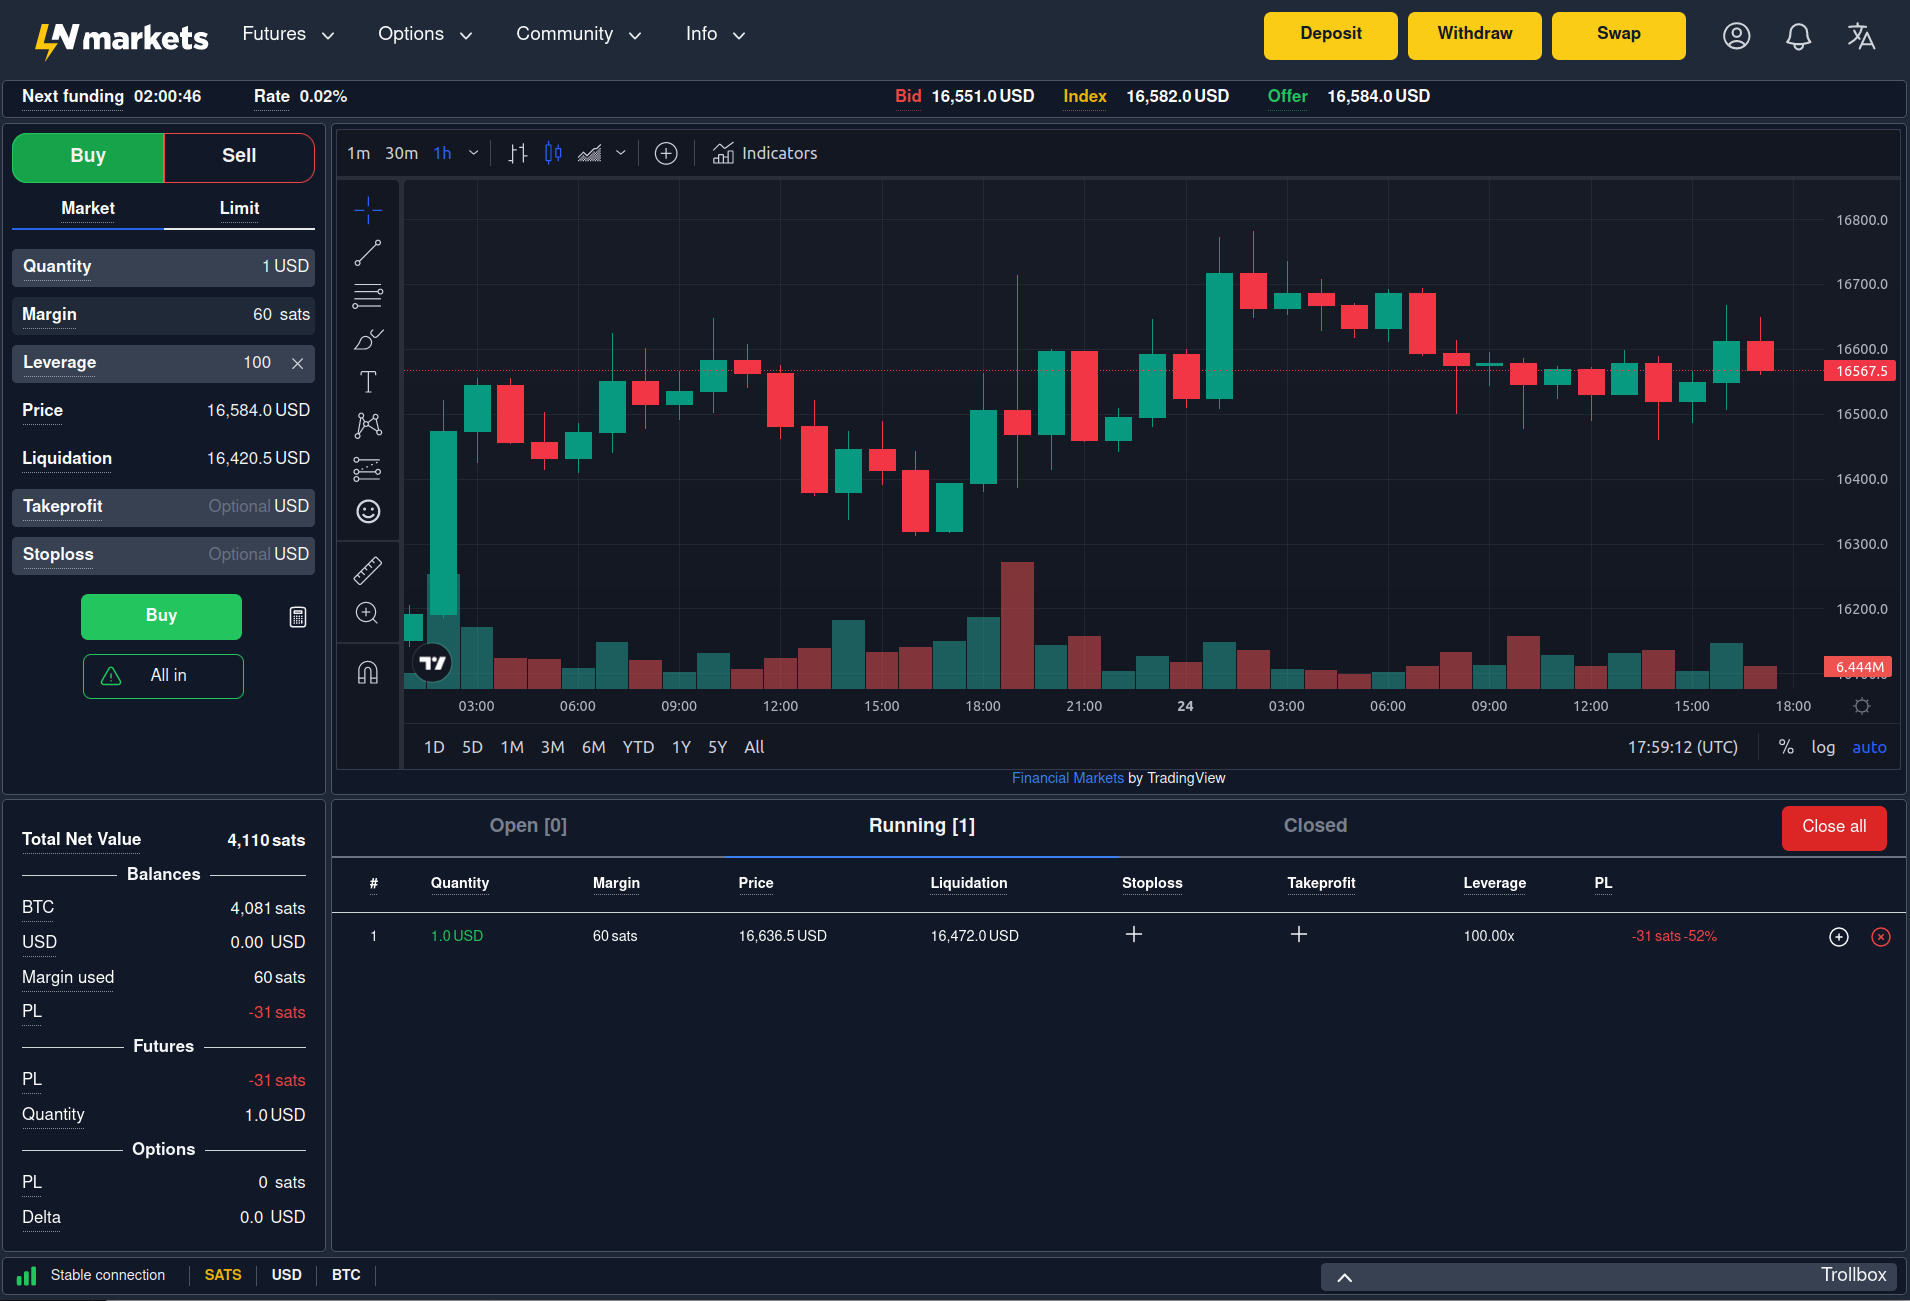 LN markets Futures Options Community Info Deposit Withdraw Swap
Next funding 02:00:46 Rate 0.02% Bid 16,551.0 USD Index 16,582.0 USD Offer 16,584.0 USD
Buy Sell
Market Limit
Quantity 1 USD
Margin 60 sats
Leverage 100
Price 16,584.0 USD
Liquidation 16,420.5 USD
Takeprofit Optional USD
Stoploss Optional USD
Buy
All in
1m 30m 1h Indicators
16800.0
16700.0
16600.0
16567.5
16500.0
16400.0
16300.0
16200.0
6.444M
03:00 06:00 09:00 12:00 15:00 18:00 21:00 24 03:00 06:00 09:00 12:00 15:00 18:00
1D 5D 1M 3M 6M YTD 1Y 5Y All 17:59:12 (UTC) % log auto
Financial Markets by TradingView
Total Net Value 4,110 sats
Balances
BTC 4,081 sats
USD 0.00 USD
Margin used 60 sats
PL -31 sats
Futures
PL -31 sats
Quantity 1.0 USD
Options
PL 0 sats
Delta 0.0 USD
Open [0] Running [1] Closed Close all
# Quantity Margin Price Liquidation Stoploss Takeprofit Leverage PL
1 1.0 USD 60 sats 16,636.5 USD 16,472.0 USD + + 100.00x -31 sats -52%
Stable connection SATS USD BTC Trollbox